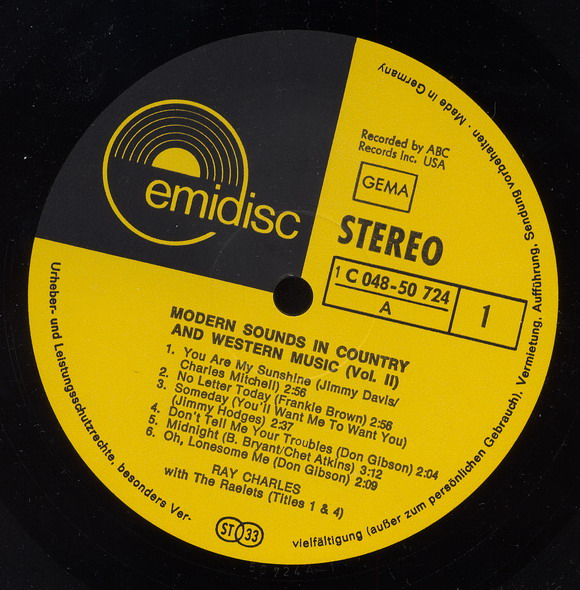 emidisc
Recorded by ABC
Records Inc. USA
GEMA
STEREO
1 C 048-50 724
A
1
MODERN SOUNDS IN COUNTRY
AND WESTERN MUSIC (Vol. II)
1. You Are My Sunshine (Jimmy Davis/
Charles Mitchell) 2:56
2. No Letter Today (Frankie Brown) 2:56
3. Someday (You'll Want Me To Want You)
(Jimmy Hodges) 2:37
4. Don't Tell Me Your Troubles (Don Gibson) 2:04
5. Midnight (B. Bryant/Chet Atkins) 3:12
6. Oh, Lonesome Me (Don Gibson) 2:09
RAY CHARLES
with The Raelets (Titles 1 & 4)
ST 33
Urheber- und Leistungsschutzrechte, besonders Ver-
vielfältigung (außer zum persönlichen Gebrauch), Vermietung, Aufführung, Sendung vorbehalten · Made in Germany